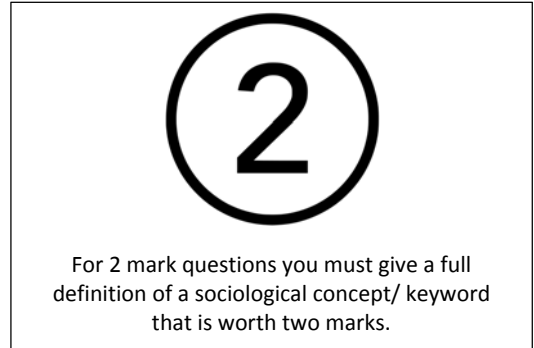 2
For 2 mark questions you must give a full
definition of a sociological concept/ keyword
that is worth two marks.